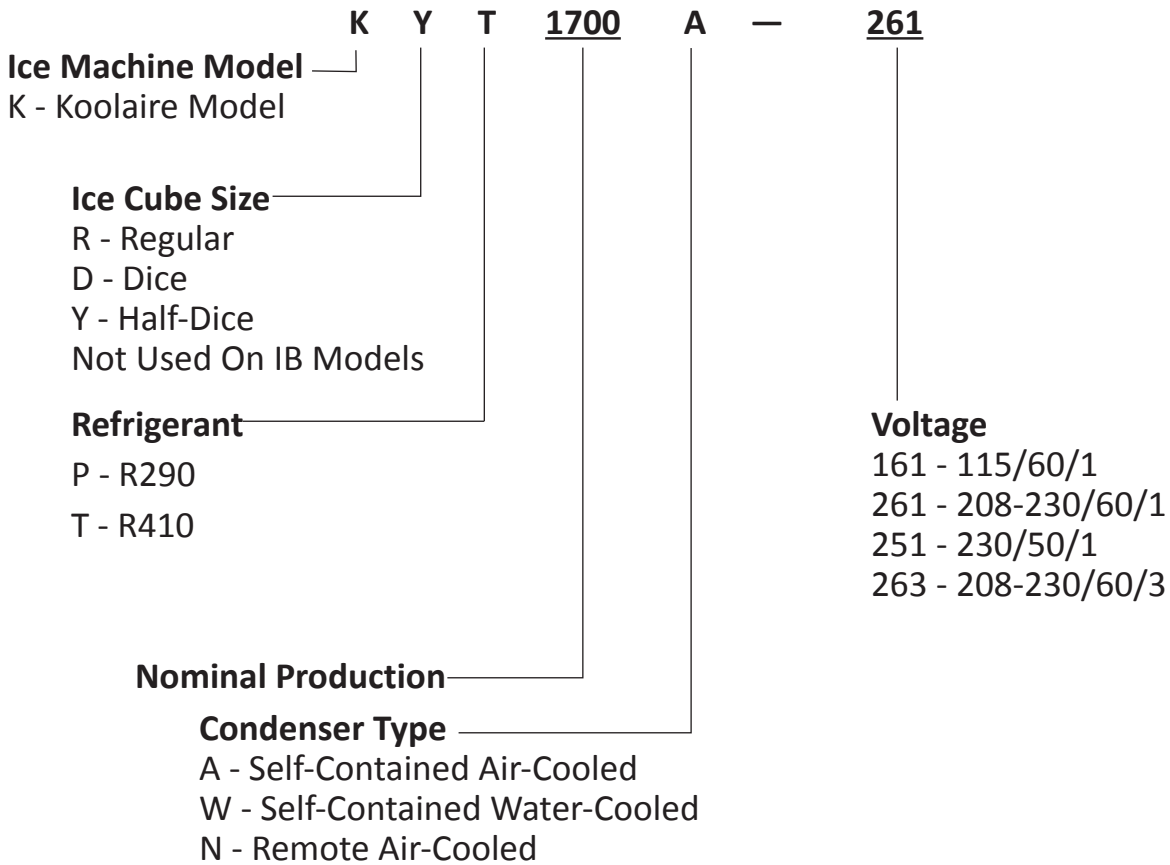 K Y T 1700 A — 261
Ice Machine Model
K - Koolaire Model
Ice Cube Size
R - Regular
D - Dice
Y - Half-Dice
Not Used On IB Models
Refrigerant
P - R290
T - R410
Voltage
161 - 115/60/1
261 - 208-230/60/1
251 - 230/50/1
263 - 208-230/60/3
Nominal Production
Condenser Type
A - Self-Contained Air-Cooled
W - Self-Contained Water-Cooled
N - Remote Air-Cooled